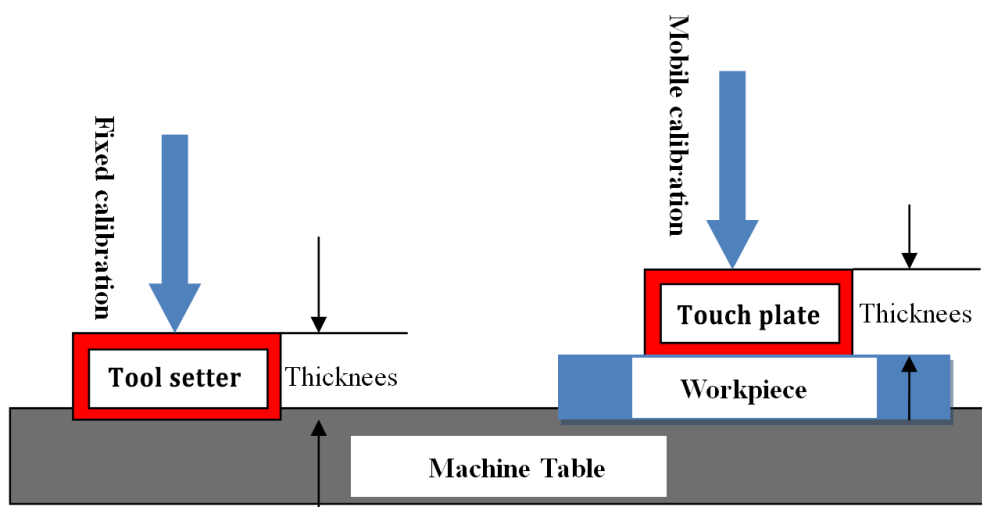 Fixed calibration
Mobile calibration
Tool setter
Thicknees
Touch plate
Thicknees
Workpiece
Machine Table